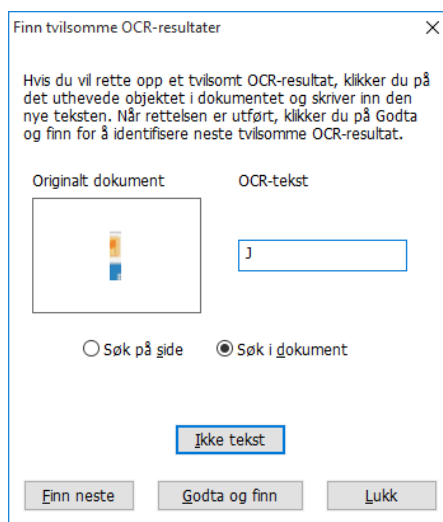 Finn tvilsomme OCR-resultater
Hvis du vil rette opp et tvilsomt OCR-resultat, klikker du på
det uthevede objektet i dokumentet og skriver inn den
nye teksten. Når rettelsen er utført, klikker du på Godta
og finn for å identifisere neste tvilsomme OCR-resultat.
Originalt dokument OCR-tekst
J
Søk på side Søk i dokument
Ikke tekst
Finn neste Godta og finn Lukk